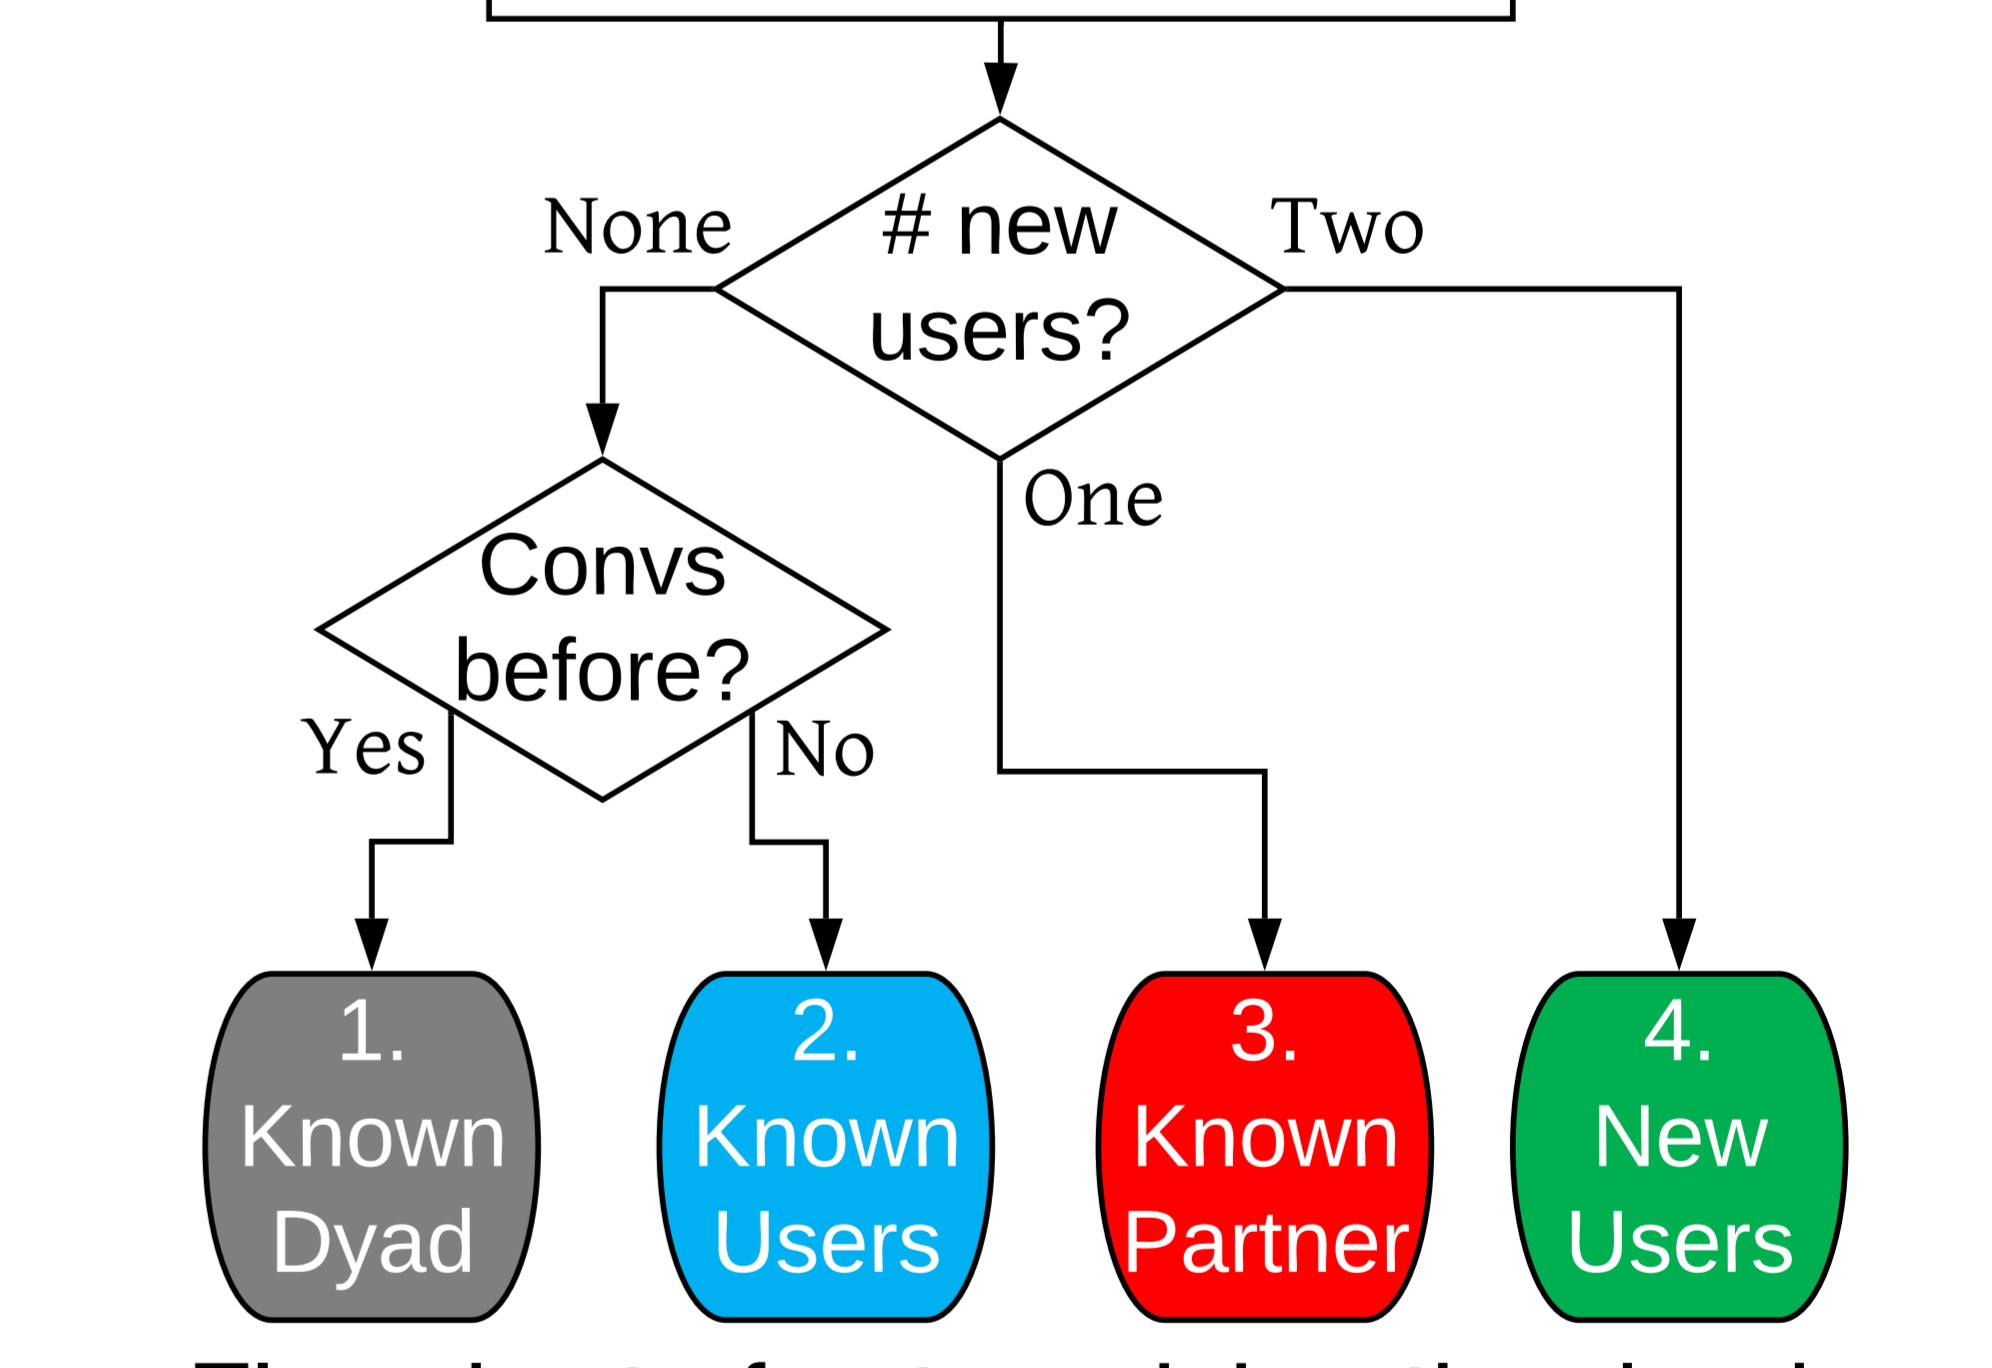 # new
users?
None
Two
One
Convs
before?
Yes
No
1.
Known
Dyad
2.
Known
Users
3.
Known
Partner
4.
New
Users